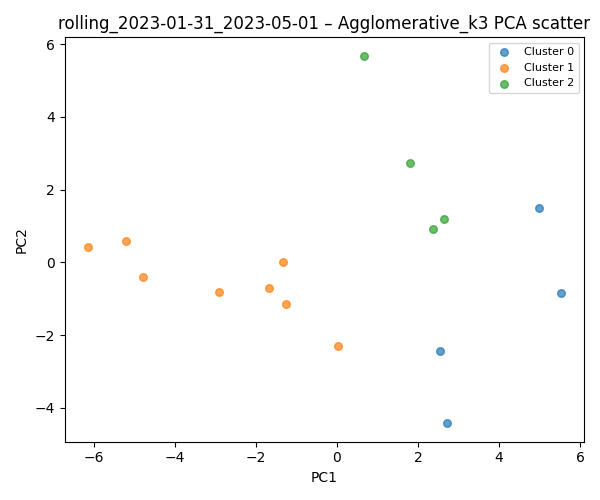 rolling_2023-01-31_2023-05-01 – Agglomerative_k3 PCA scatter
Cluster 0
Cluster 1
Cluster 2
PC2
6
4
2
0
−2
−4
−6
−4
−2
0
2
4
6
PC1